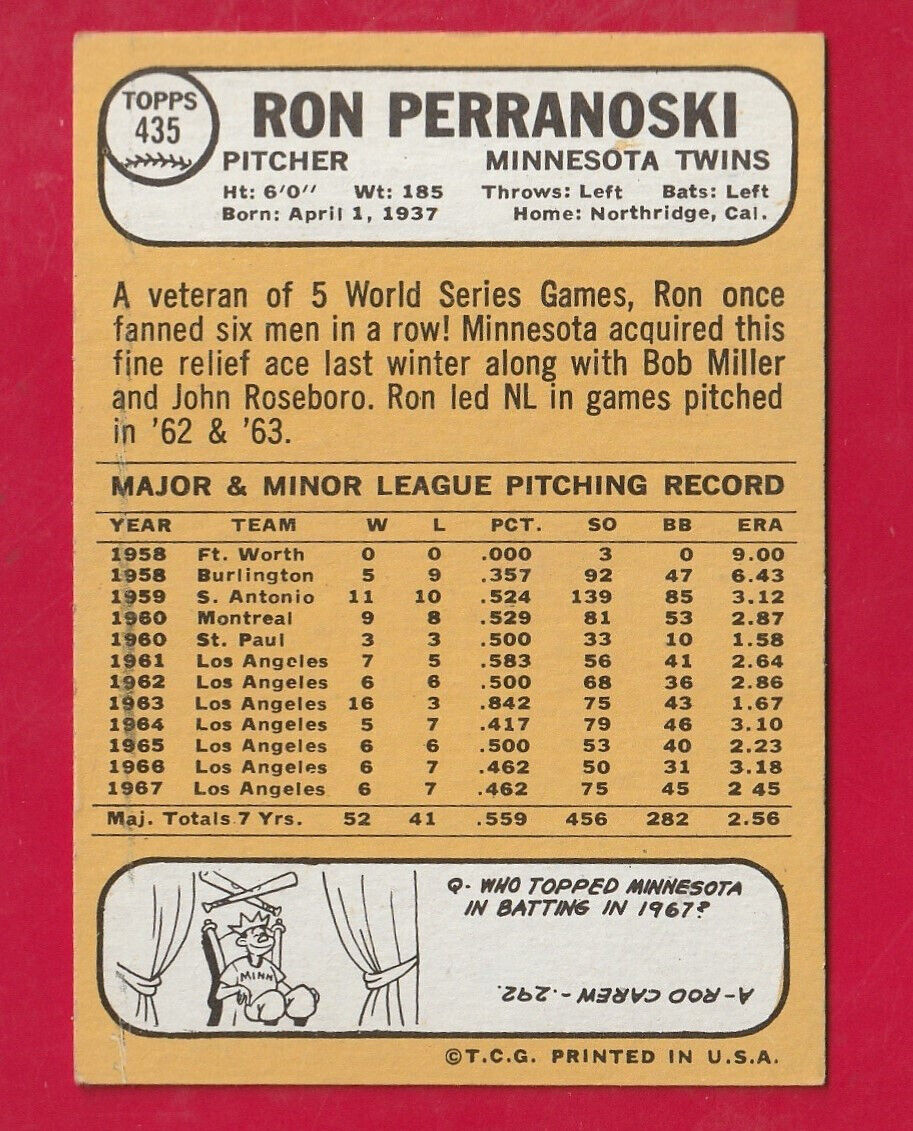 TOPPS
435
RON PERRANOSKI
PITCHER MINNESOTA TWINS
Ht: 6'0" Wt: 185 Throws: Left Bats: Left
Born: April 1, 1937 Home: Northridge, Cal.
A veteran of 5 World Series Games, Ron once
fanned six men in a row! Minnesota acquired this
fine relief ace last winter along with Bob Miller
and John Roseboro. Ron led NL in games pitched
in '62 & '63.
MAJOR & MINOR LEAGUE PITCHING RECORD
YEAR TEAM W L PCT. SO BB ERA
1958 Ft. Worth 0 0 .000 3 0 9.00
1958 Burlington 5 9 .357 92 47 6.43
1959 S. Antonio 11 10 .524 139 85 3.12
1960 Montreal 9 8 .529 81 53 2.87
1960 St. Paul 3 3 .500 33 10 1.58
1961 Los Angeles 7 5 .583 56 41 2.64
1962 Los Angeles 6 6 .500 68 36 2.86
1963 Los Angeles 16 3 .842 75 43 1.67
1964 Los Angeles 5 7 .417 79 46 3.10
1965 Los Angeles 6 6 .500 53 40 2.23
1966 Los Angeles 6 7 .462 50 31 3.18
1967 Los Angeles 6 7 .462 75 45 2 45
Maj. Totals 7 Yrs. 52 41 .559 456 282 2.56
Q- WHO TOPPED MINNESOTA
IN BATTING IN 1967?
MINN
A-ROD CAREW-.292.
©T.C.G. PRINTED IN U.S.A.